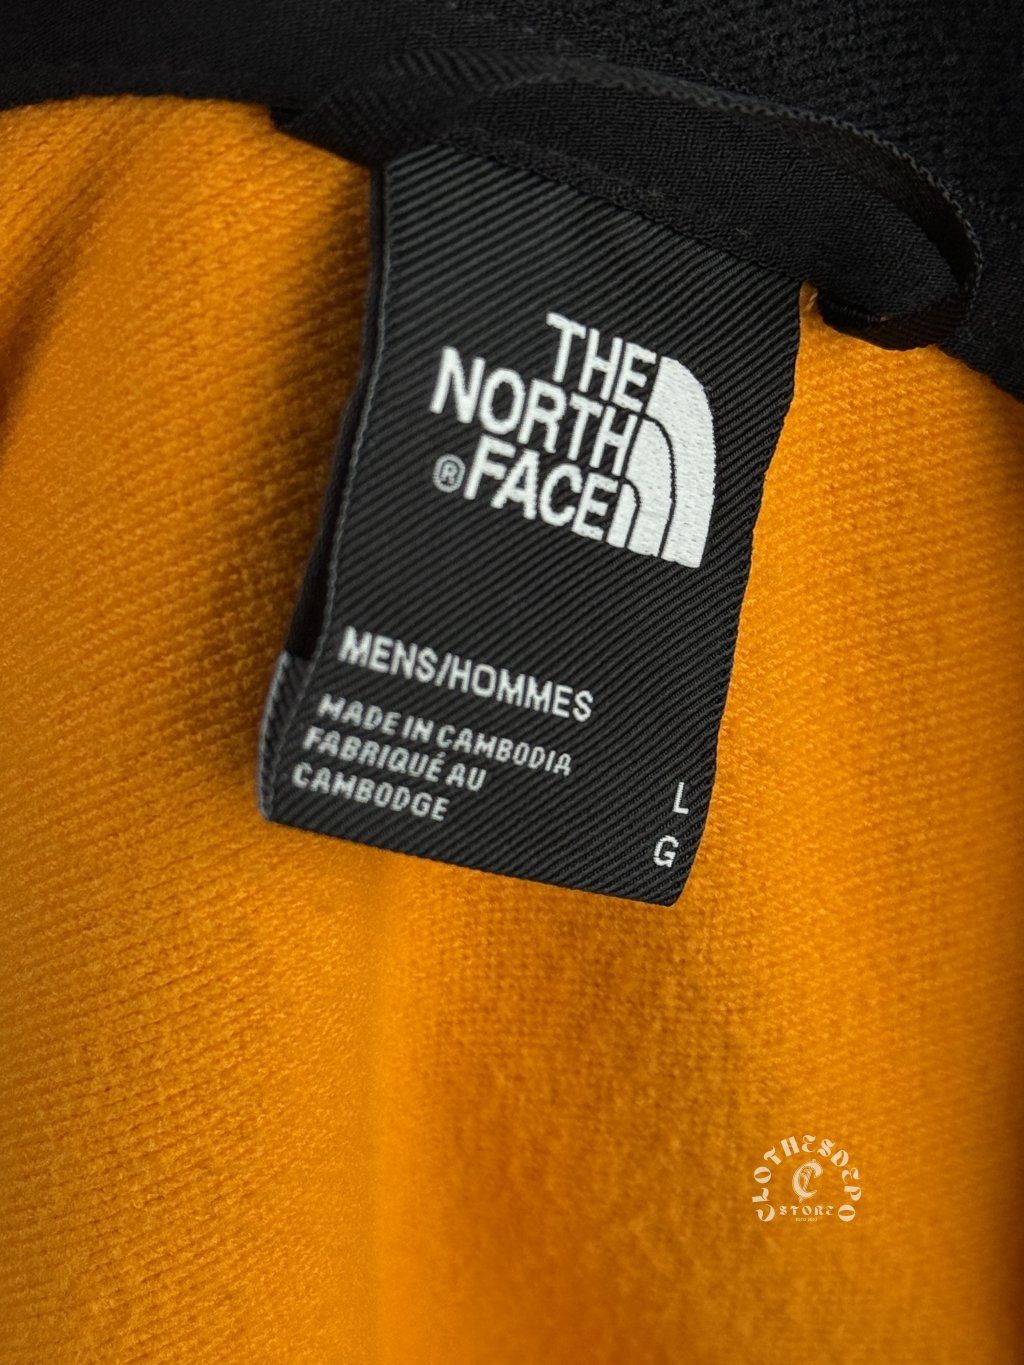 THE
NORTH
® FACE
MENS/HOMMES
MADE IN CAMBODIA
FABRIQUÉ AU
CAMBODGE
L
G
CLOTHESDEPO
C
STORE